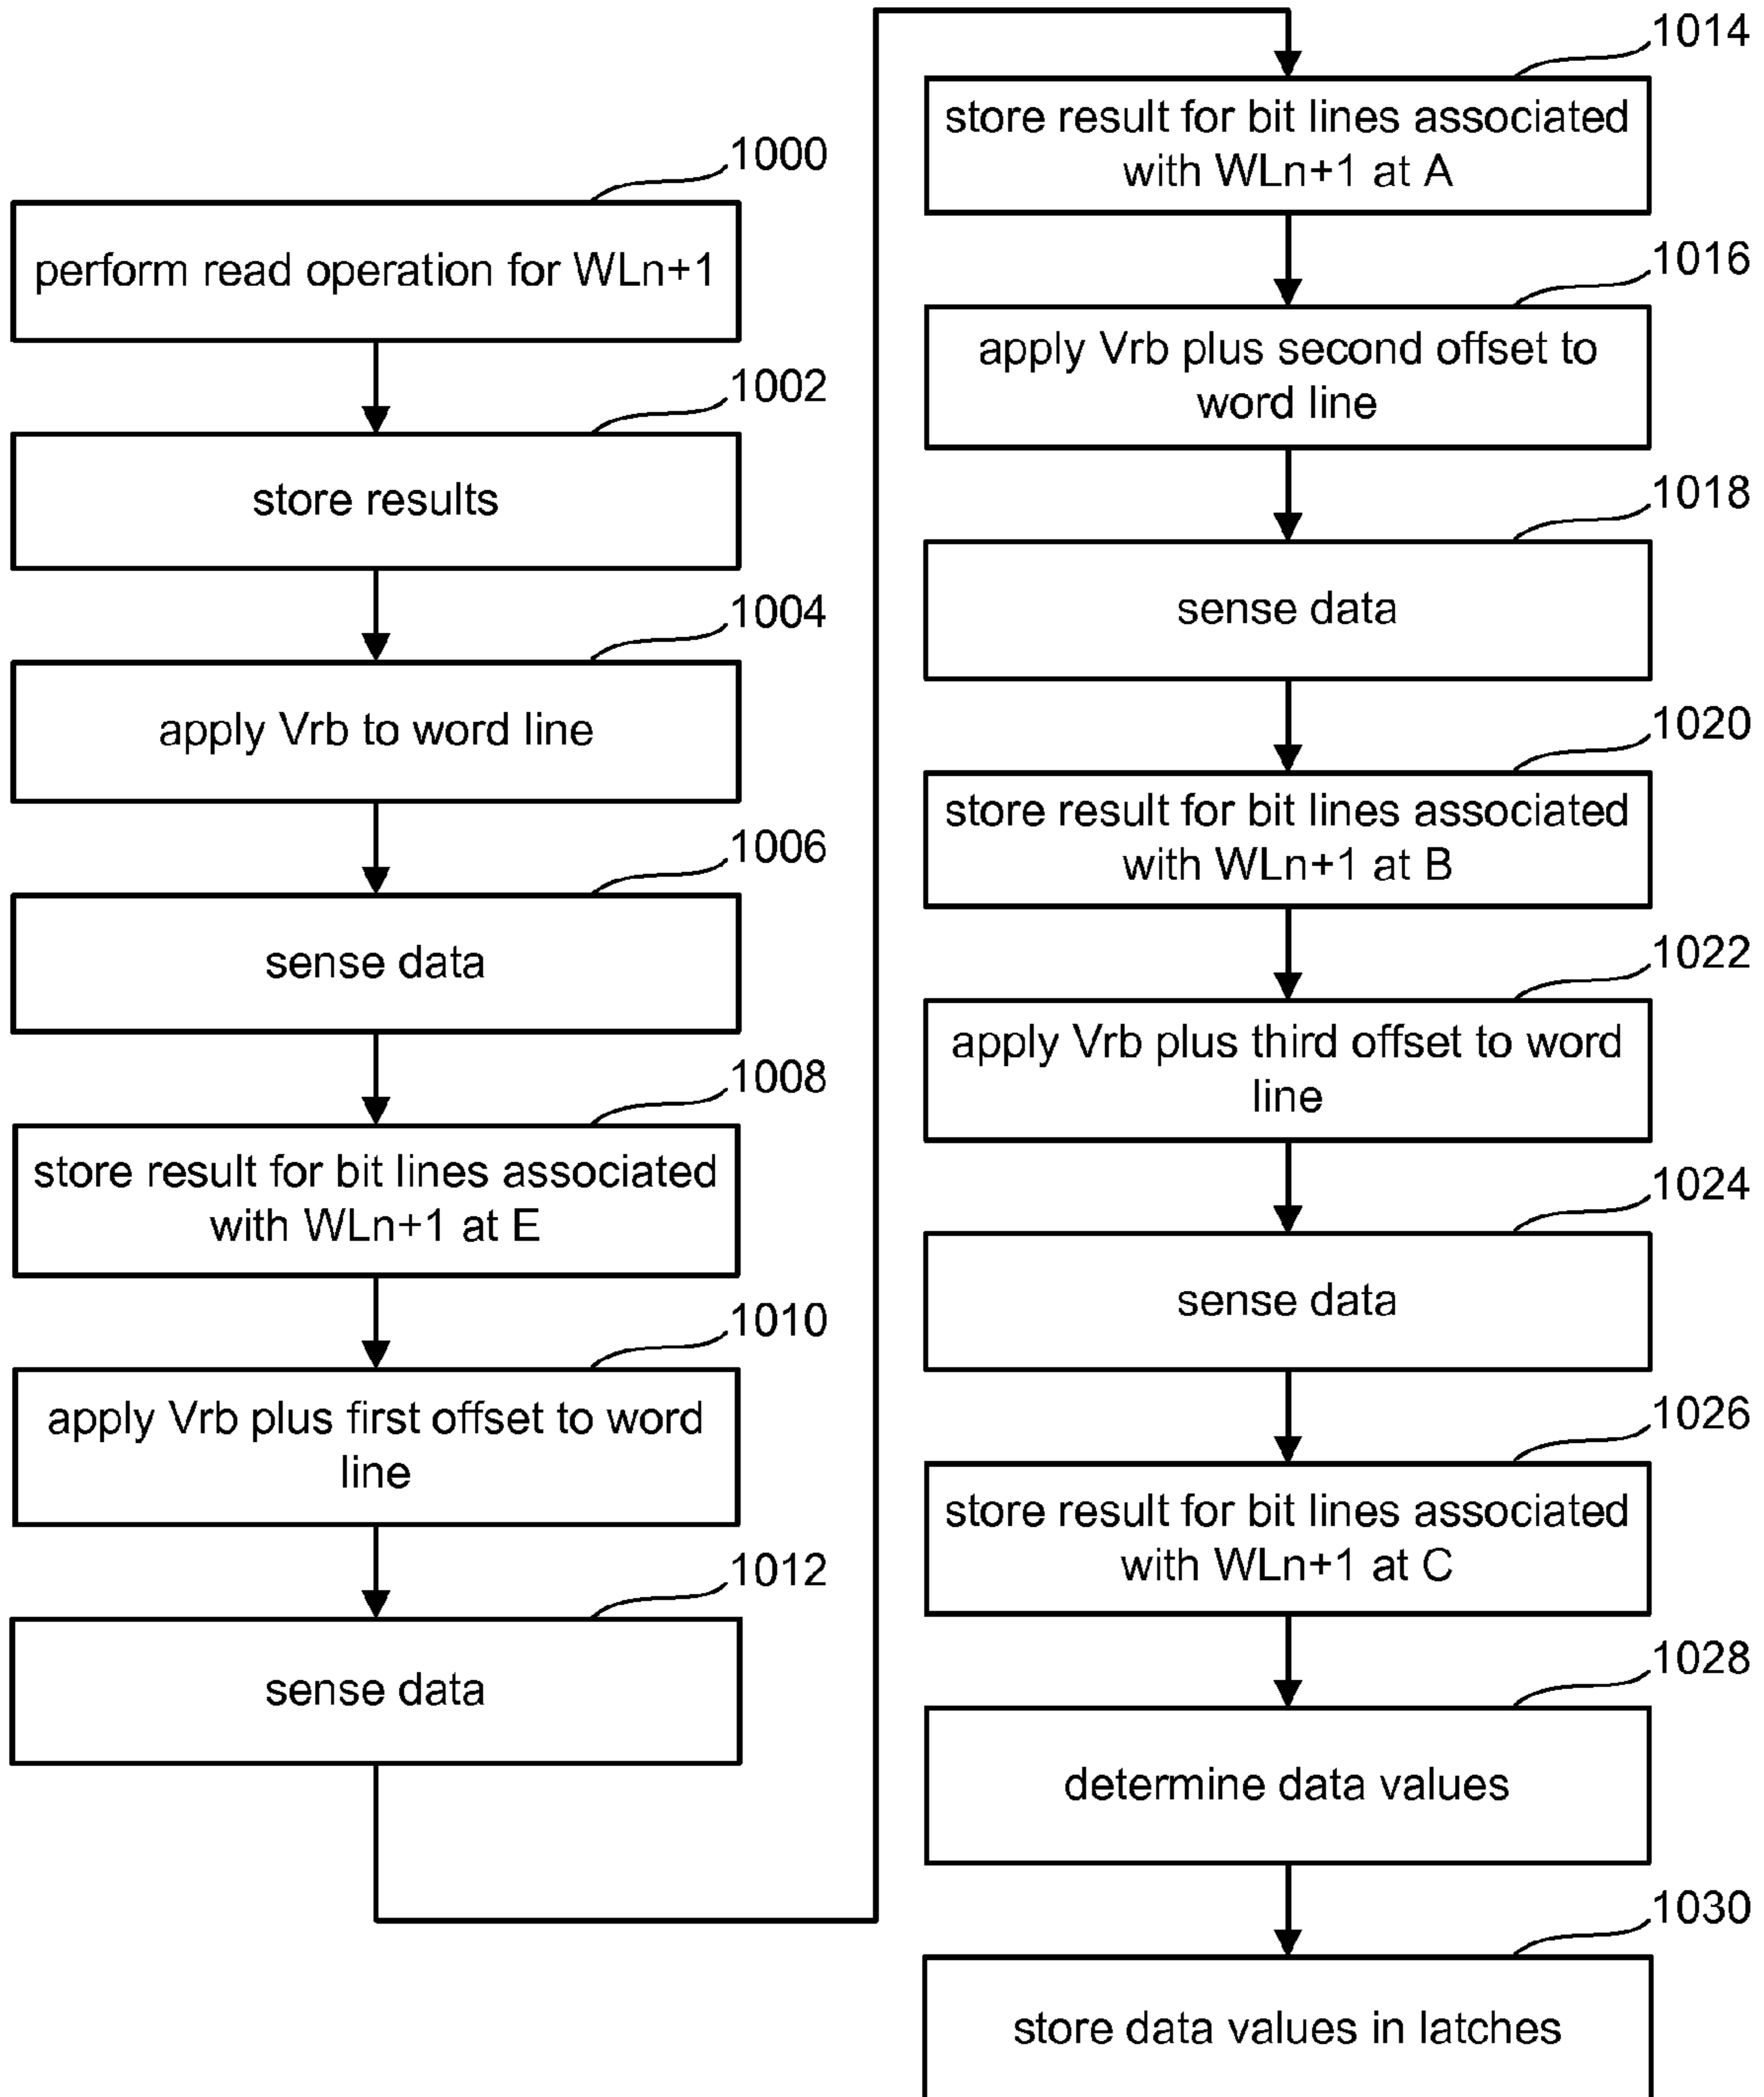 1000
perform read operation for WLn+1
1002
store results
1004
apply Vrb to word line
1006
sense data
1008
store result for bit lines associated
with WLn+1 at E
1010
apply Vrb plus first offset to word
line
1012
sense data
1014
store result for bit lines associated
with WLn+1 at A
1016
apply Vrb plus second offset to
word line
1018
sense data
1020
store result for bit lines associated
with WLn+1 at B
1022
apply Vrb plus third offset to word
line
1024
sense data
1026
store result for bit lines associated
with WLn+1 at C
1028
determine data values
1030
store data values in latches